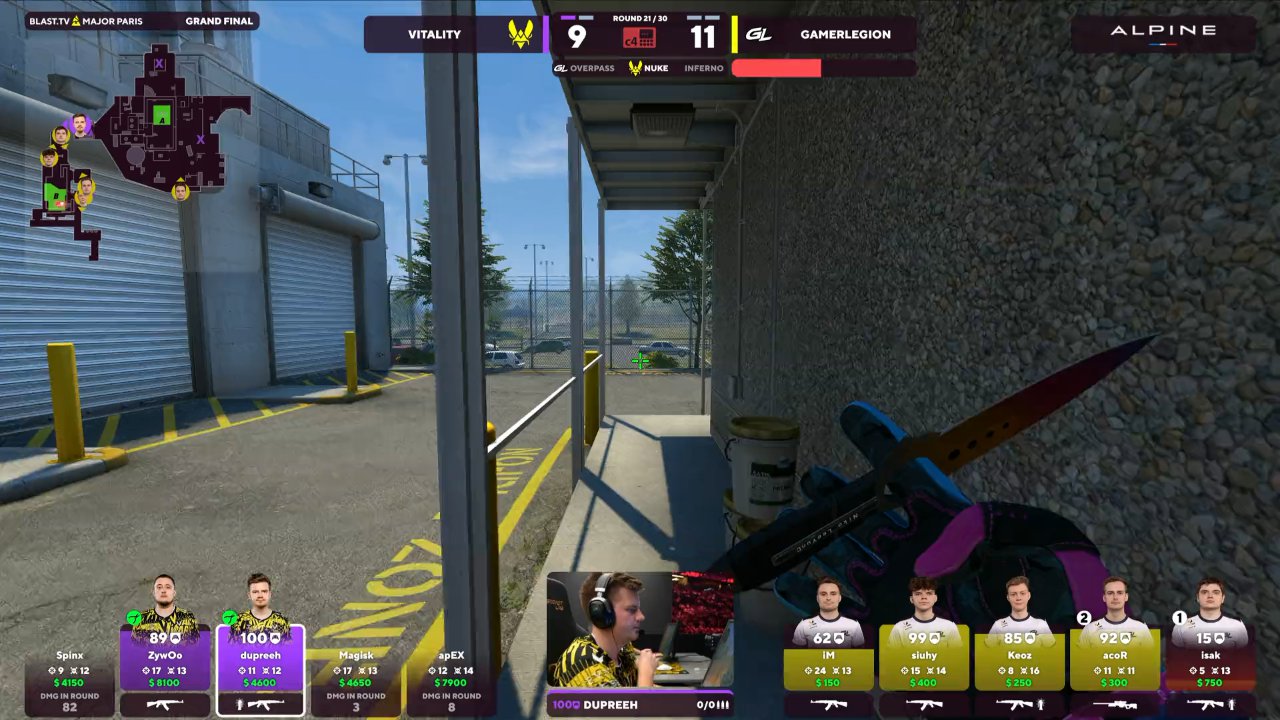 BLAST.TV MAJOR PARIS GRAND FINAL
VITALITY 9 ROUND 21 / 30 11 GL GAMERLEGION
C4
GL OVERPASS NUKE INFERNO
ALPINE
X
A
X
B
NO
Spinx
9 12
$ 4150
DMG IN ROUND
82
89
ZywOo
17 13
$ 8100
100
dupreeh
11 12
$ 4600
Magisk
17 13
$ 4650
DMG IN ROUND
3
apEX
12 14
$ 7900
DMG IN ROUND
8
100 DUPREEH 0/0
62
iM
24 13
$ 150
99
siuhy
15 14
$ 400
85
Keoz
8 16
$ 250
2
92
acoR
11 11
$ 300
1
15
isak
5 13
$ 750